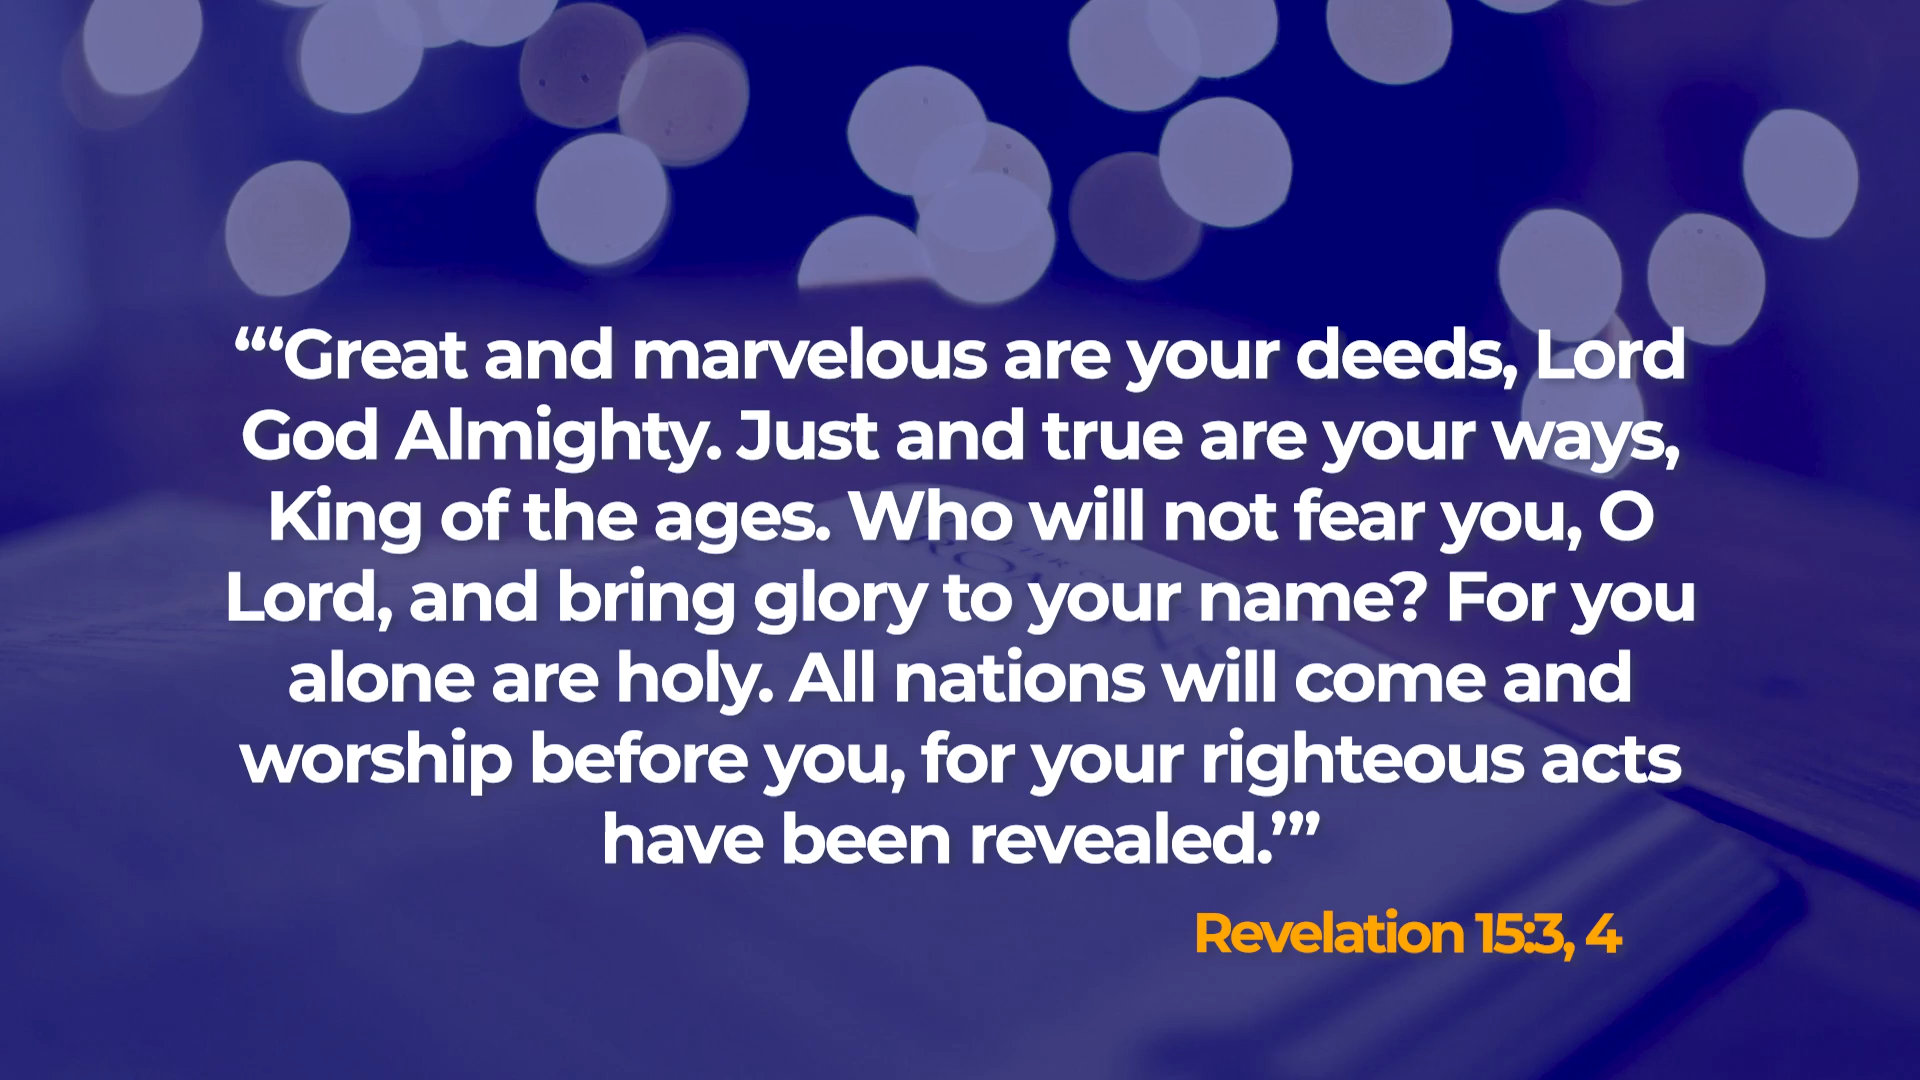 “‘Great and marvelous are your deeds, Lord
God Almighty. Just and true are your ways,
King of the ages. Who will not fear you, O
Lord, and bring glory to your name? For you
alone are holy. All nations will come and
worship before you, for your righteous acts
have been revealed.’”
Revelation 15:3, 4